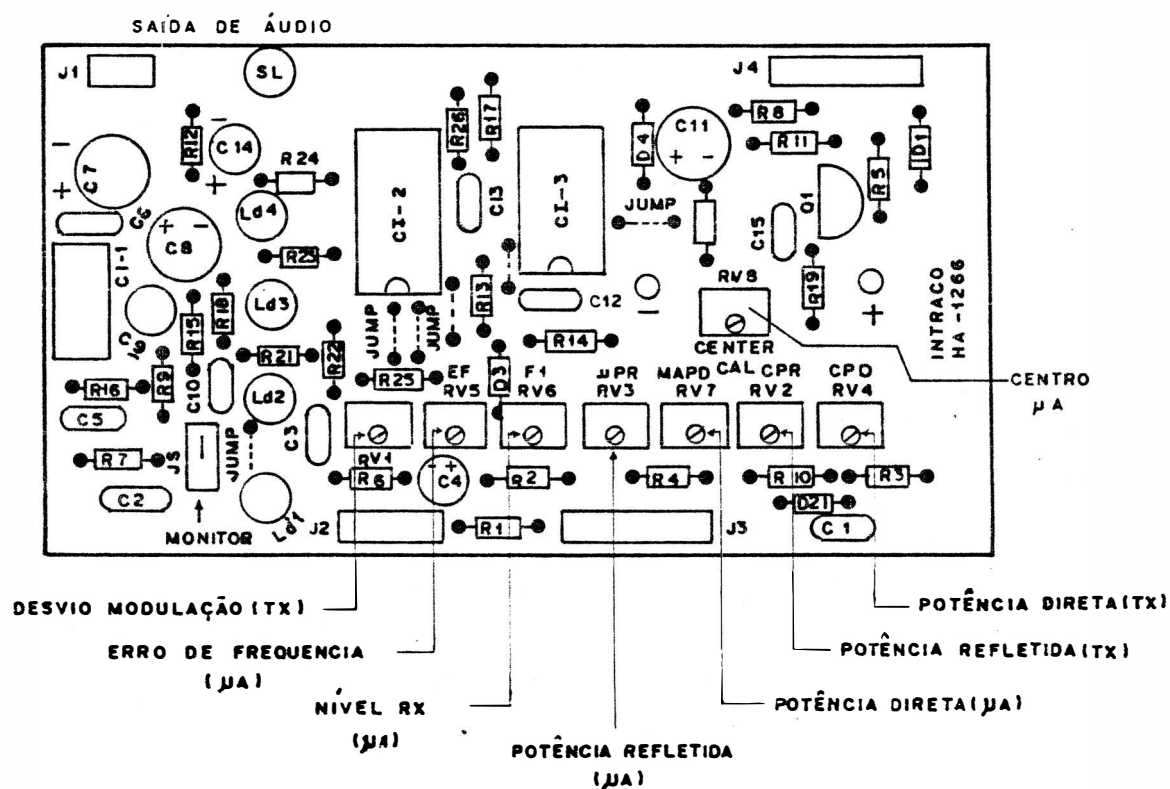 SAÍDA DE ÁUDIO
J1
SL
J4
R12
C14
R26
R17
D4
C11
R8
R11
D1
C7
R24
CI-2
C13
CI-3
R5
Q1
C6
Ld4
JUMP
C15
C8
R23
CI-1
R13
R19
RV8
INTRACO
HA-1266
R18
R15
Ld3
C12
JUMP
JUMP
R14
CENTER
CAL
R21
R22
R25
D3
EF
RV5
F1
RV6
μPR
RV3
MAPD
RV7
CPR
RV2
CPD
RV4
CENTRO
μA
R16
R9
C10
Ld2
C5
C3
RV1
R7
J5
JUMP
R6
C4
R2
R4
R10
R3
C2
D21
C1
MONITOR
Ld1
J2
R1
J3
DESVIO MODULAÇÃO (TX)
POTÊNCIA DIRETA (TX)
ERRO DE FREQUENCIA
(μA)
POTÊNCIA REFLETIDA (TX)
NÍVEL RX
(μA)
POTÊNCIA DIRETA (μA)
POTÊNCIA REFLETIDA
(μA)